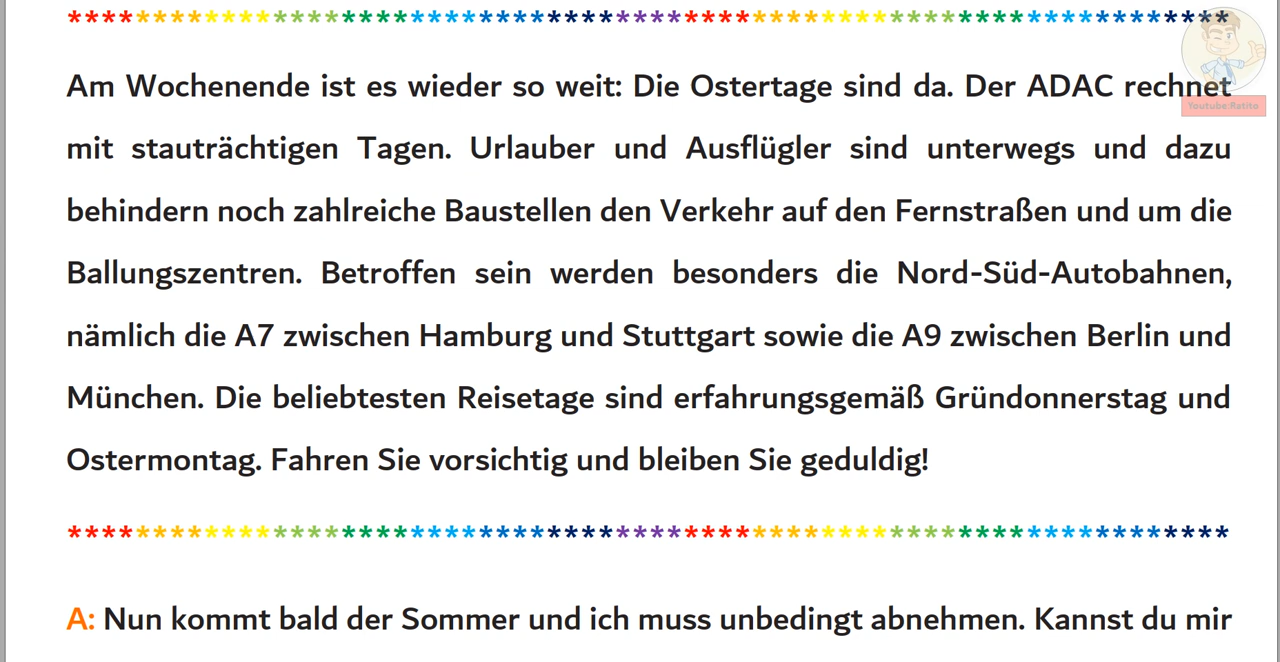 ****************************************************************
Am Wochenende ist es wieder so weit: Die Ostertage sind da. Der ADAC rechnet
Youtube:Ratito
mit stauträchtigen Tagen. Urlauber und Ausflügler sind unterwegs und dazu
behindern noch zahlreiche Baustellen den Verkehr auf den Fernstraßen und um die
Ballungszentren. Betroffen sein werden besonders die Nord-Süd-Autobahnen,
nämlich die A7 zwischen Hamburg und Stuttgart sowie die A9 zwischen Berlin und
München. Die beliebtesten Reisetage sind erfahrungsgemäß Gründonnerstag und
Ostermontag. Fahren Sie vorsichtig und bleiben Sie geduldig!
****************************************************************
A: Nun kommt bald der Sommer und ich muss unbedingt abnehmen. Kannst du mir